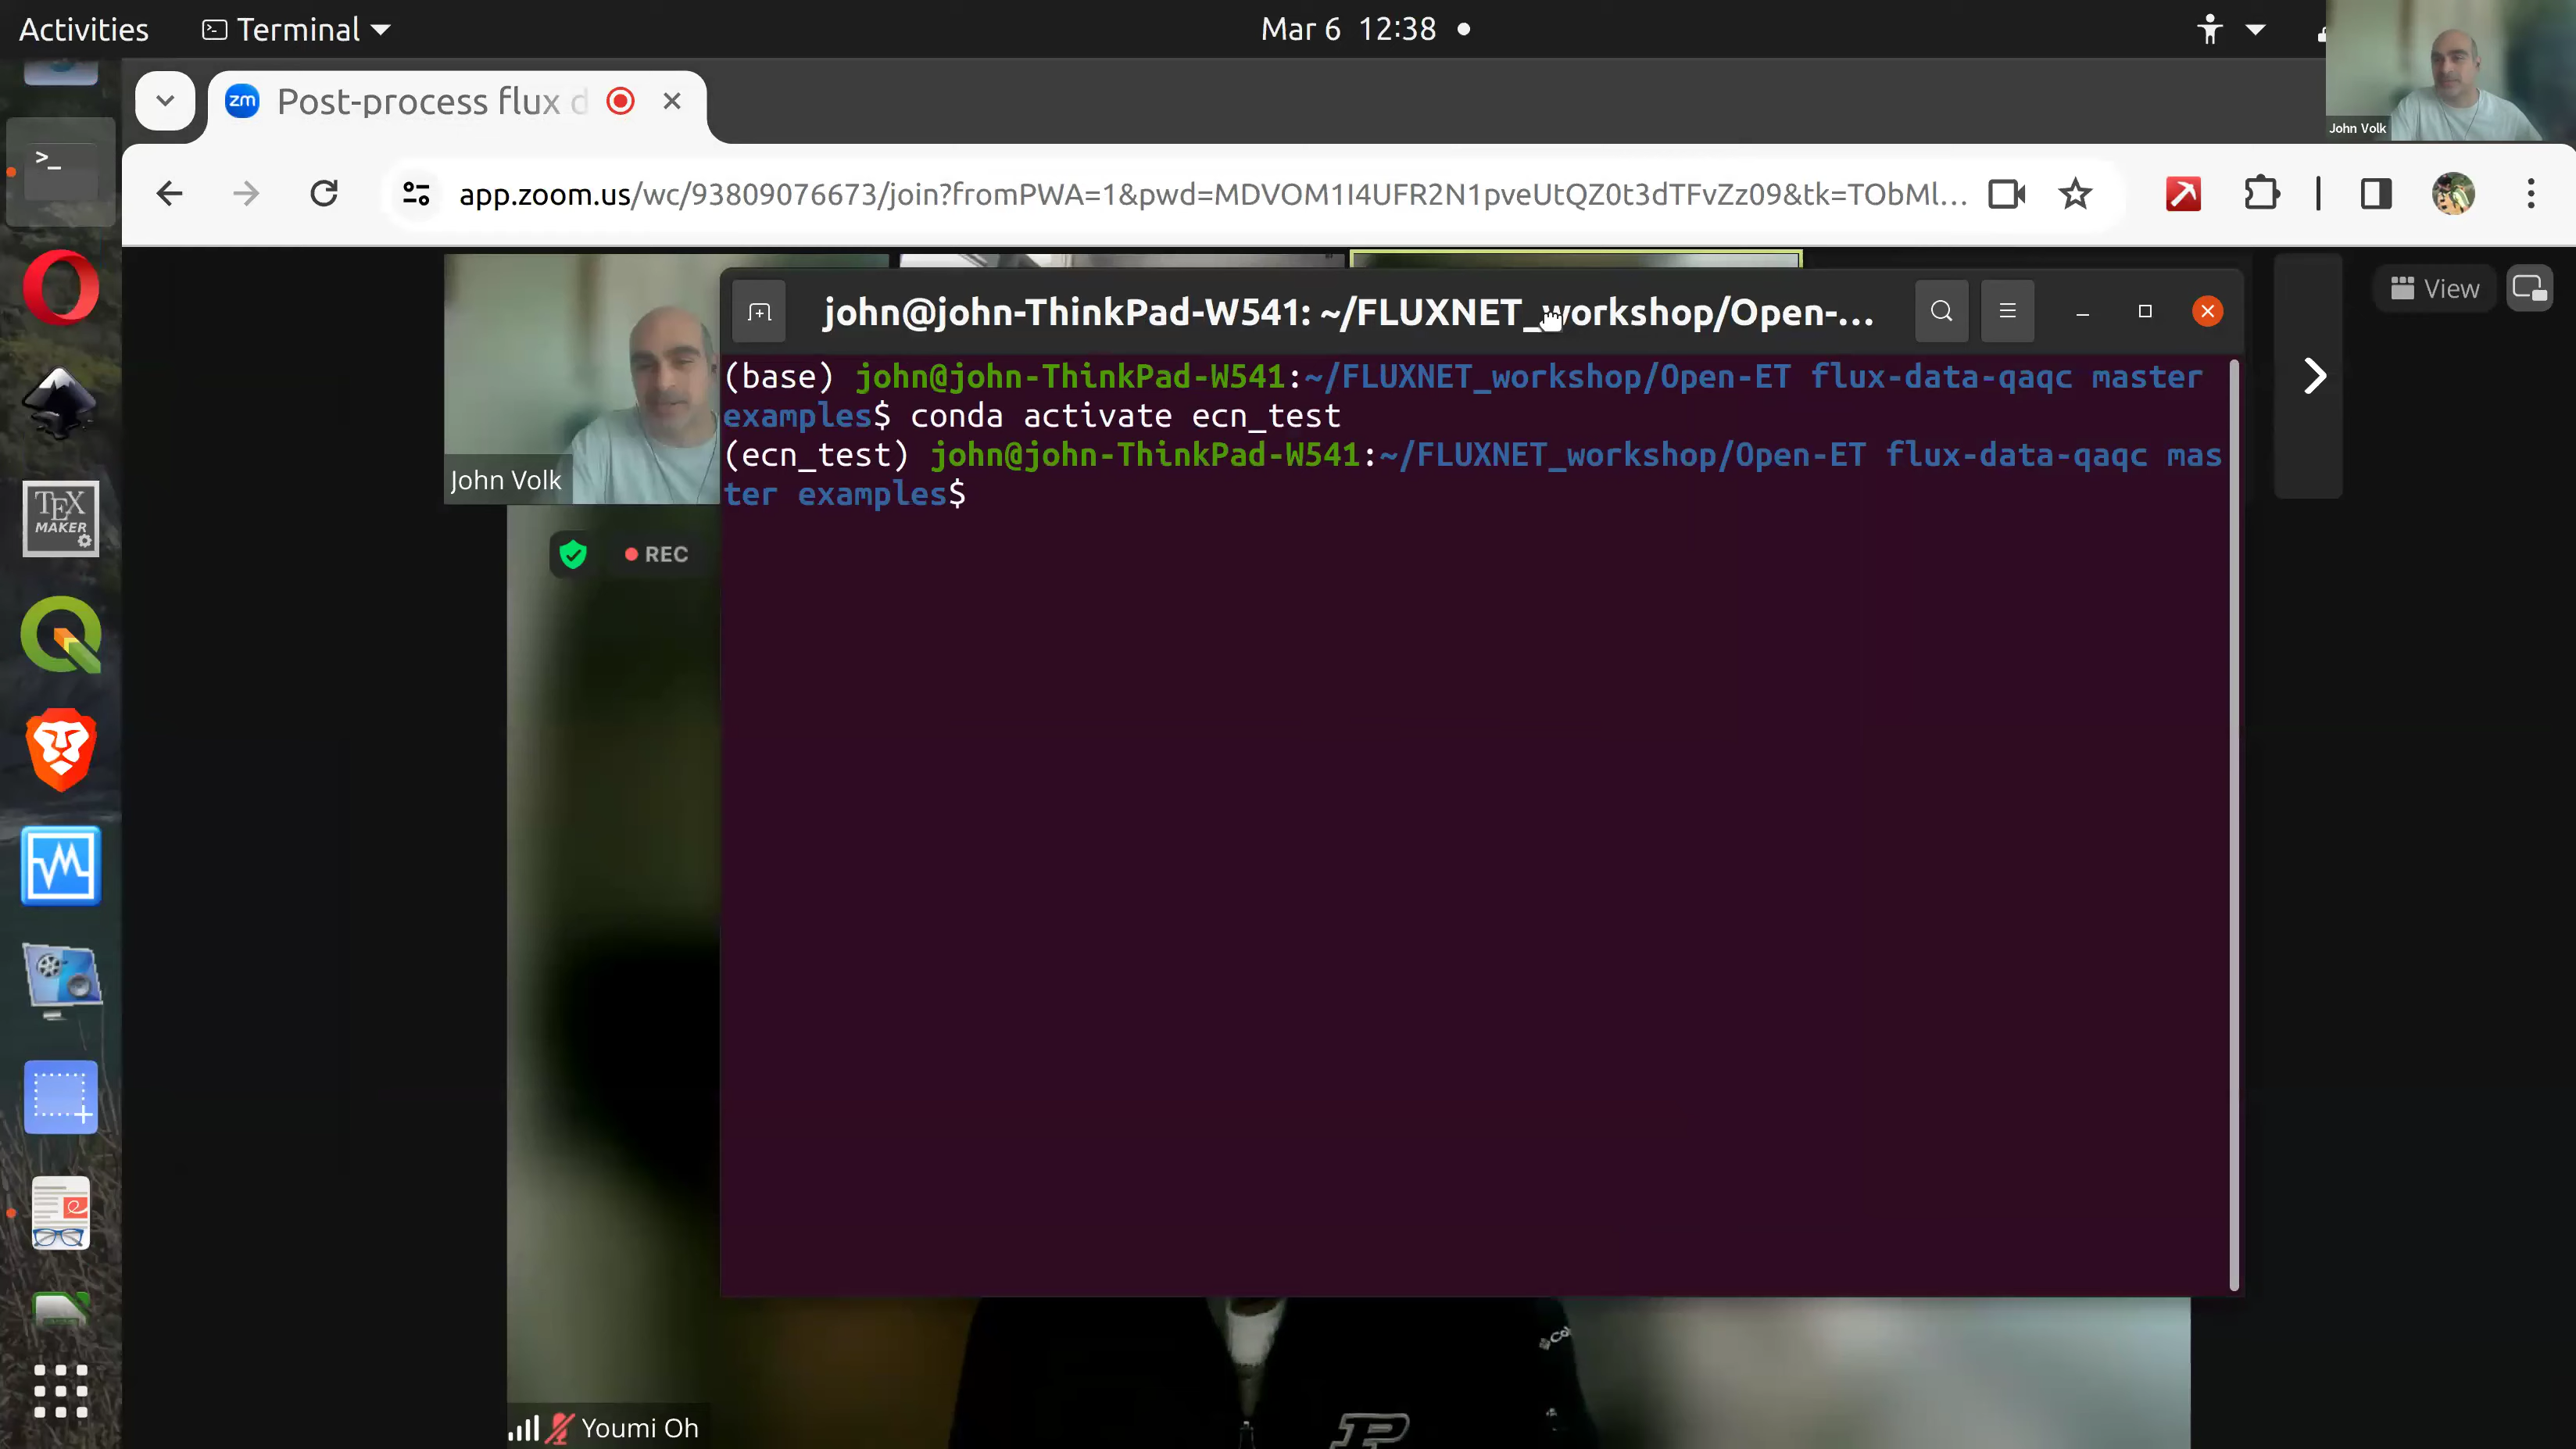 Activities
Terminal
Mar 6 12:38
John Volk
zm
Post-process flux d
app.zoom.us/wc/93809076673/join?fromPWA=1&pwd=MDVOM1I4UFR2N1pveUtQZ0t3dTFvZz09&tk=TObMl...
View
john@john-ThinkPad-W541: ~/FLUXNET_workshop/Open-...
(base) john@john-ThinkPad-W541:~/FLUXNET_workshop/Open-ET flux-data-qaqc master
examples$ conda activate ecn_test
(ecn_test) john@john-ThinkPad-W541:~/FLUXNET_workshop/Open-ET flux-data-qaqc mas
ter examples$
John Volk
REC
TEX
MAKER
Col
P
Youmi Oh